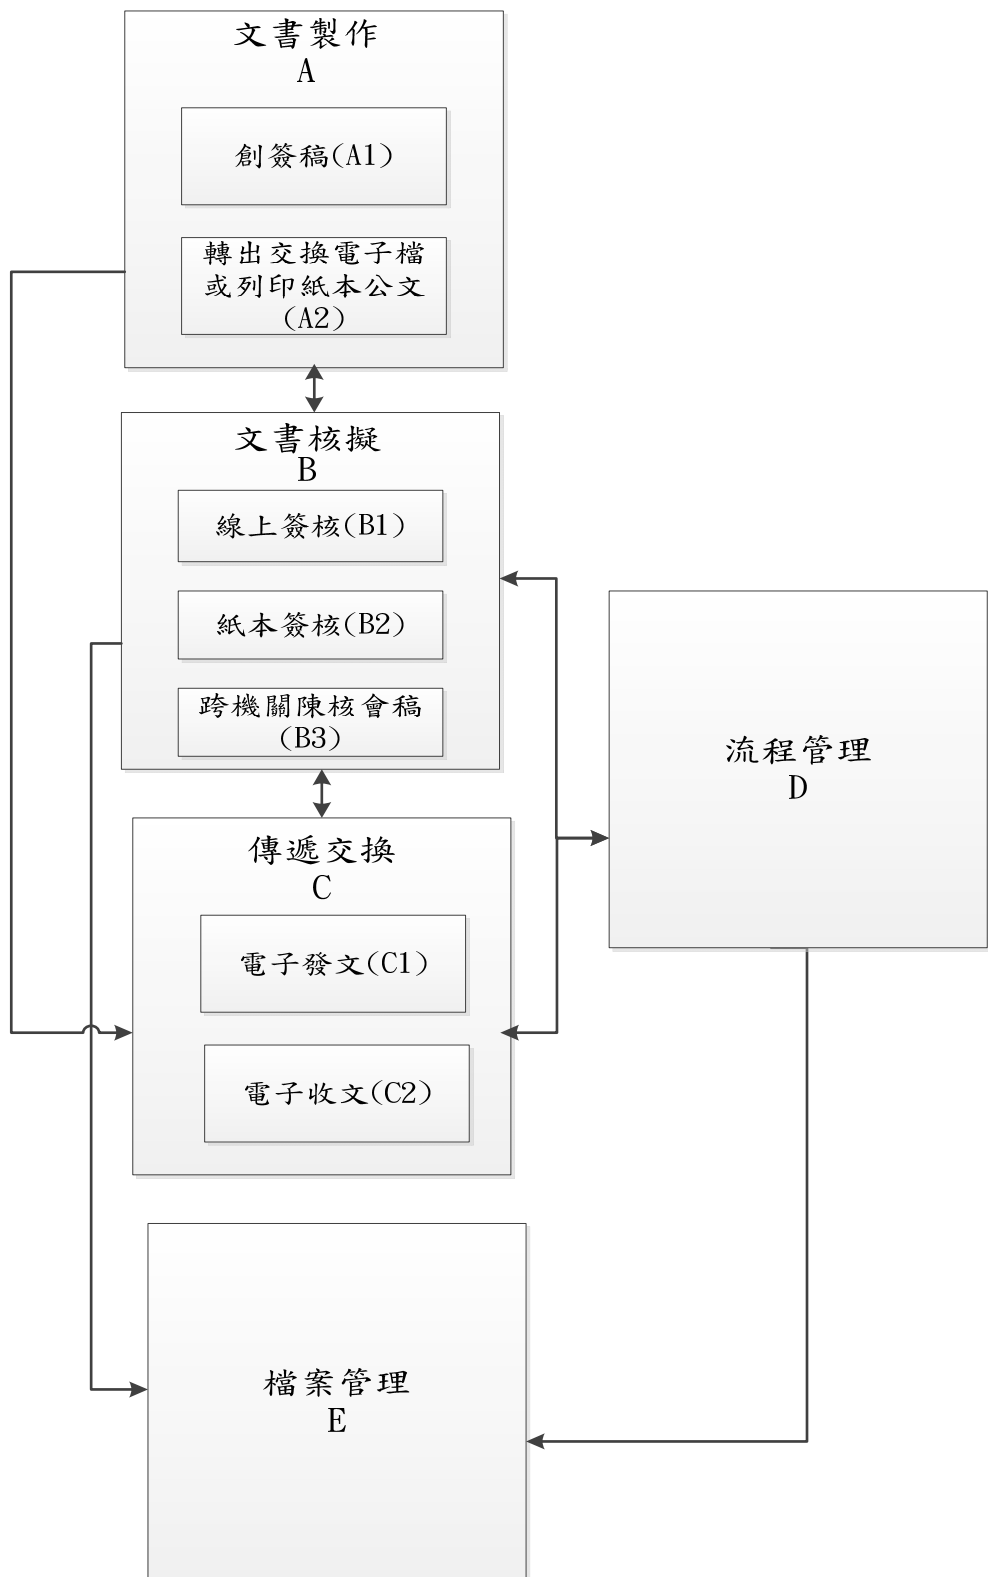 文書製作
A
創簽稿(A1)
轉出交換電子檔
或列印紙本公文
(A2)
文書核擬
B
線上簽核(B1)
紙本簽核(B2)
跨機關陳核會稿
(B3)
流程管理
D
傳遞交換
C
電子發文(C1)
電子收文(C2)
檔案管理
E